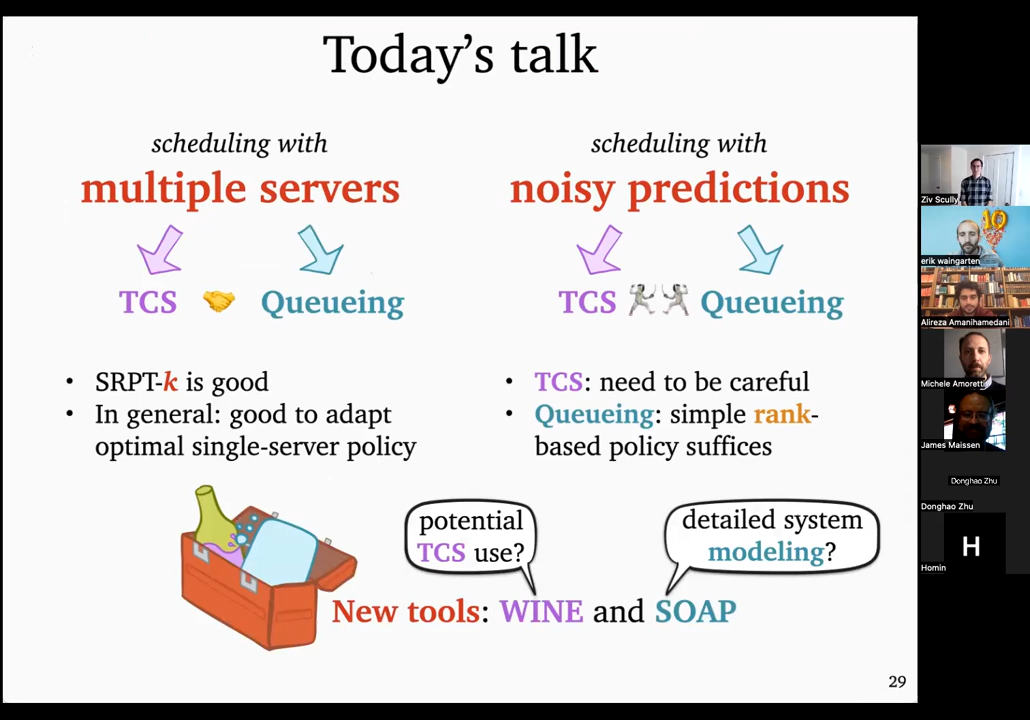 Today's talk
scheduling with
multiple servers
TCS 🤝 Queueing
• SRPT-k is good
• In general: good to adapt
optimal single-server policy
scheduling with
noisy predictions
TCS 🤺 Queueing
• TCS: need to be careful
• Queueing: simple rank-
based policy suffices
potential
TCS use?
detailed system
modeling?
New tools: WINE and SOAP
29
Ziv Scully
erik waingarten
10
Alireza Amanihamedani
Michele Amoretti
James Maissen
Donghao Zhu
Donghao Zhu
H
Homin